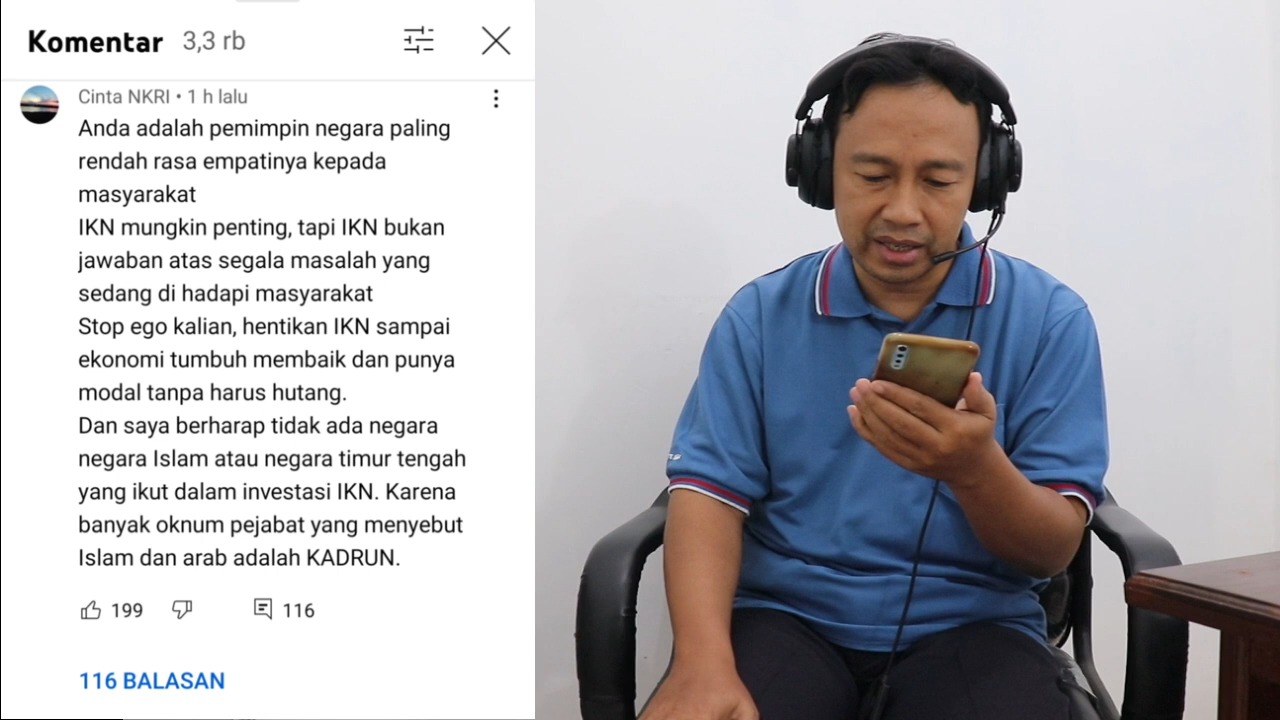 Komentar 3,3 rb
Cinta NKRI • 1 h lalu
Anda adalah pemimpin negara paling
rendah rasa empatinya kepada
masyarakat
IKN mungkin penting, tapi IKN bukan
jawaban atas segala masalah yang
sedang di hadapi masyarakat
Stop ego kalian, hentikan IKN sampai
ekonomi tumbuh membaik dan punya
modal tanpa harus hutang.
Dan saya berharap tidak ada negara
negara Islam atau negara timur tengah
yang ikut dalam investasi IKN. Karena
banyak oknum pejabat yang menyebut
Islam dan arab adalah KADRUN.
199 116
116 BALASAN